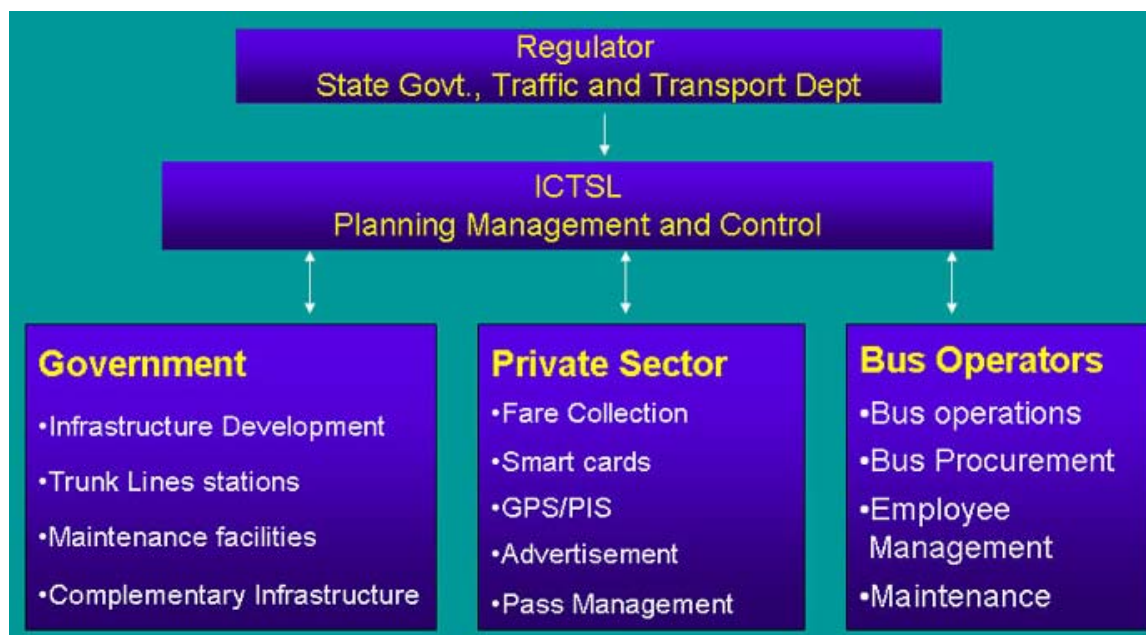 Regulator
State Govt., Traffic and Transport Dept
ICTSL
Planning Management and Control
Government
•Infrastructure Development
•Trunk Lines stations
•Maintenance facilities
•Complementary Infrastructure
Private Sector
•Fare Collection
•Smart cards
•GPS/PIS
•Advertisement
•Pass Management
Bus Operators
•Bus operations
•Bus Procurement
•Employee
Management
•Maintenance